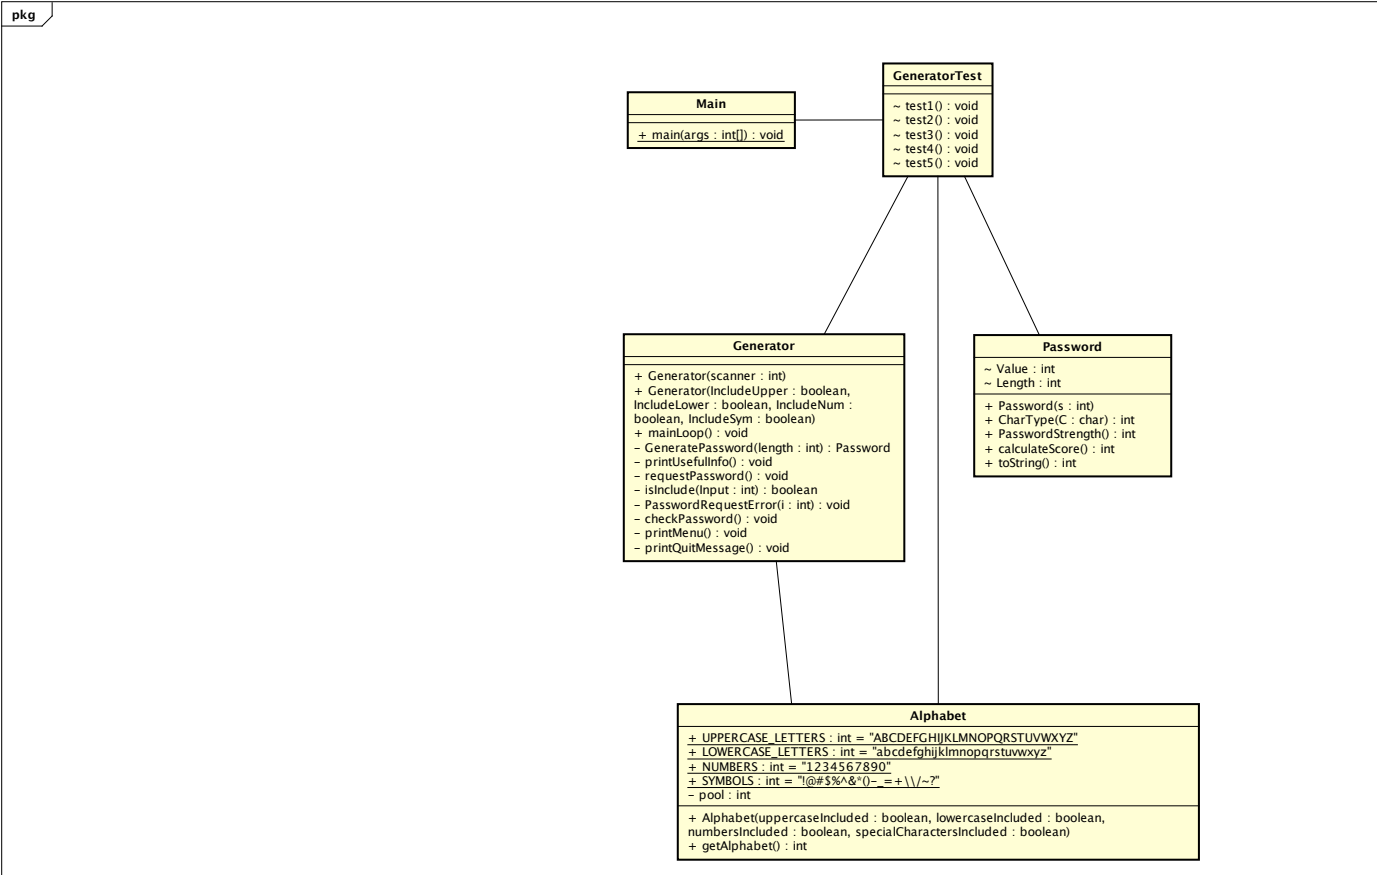 pkg
GeneratorTest
~ test1() : void
~ test2() : void
~ test3() : void
~ test4() : void
~ test5() : void
Main
+ main(args : int[]) : void
Generator
+ Generator(scanner : int)
+ Generator(IncludeUpper : boolean,
IncludeLower : boolean, IncludeNum :
boolean, IncludeSym : boolean)
+ mainLoop() : void
- GeneratePassword(length : int) : Password
- printUsefulInfo() : void
- requestPassword() : void
- isInclude(Input : int) : boolean
- PasswordRequestError(i : int) : void
- checkPassword() : void
- printMenu() : void
- printQuitMessage() : void
Password
~ Value : int
~ Length : int
+ Password(s : int)
+ CharType(C : char) : int
+ PasswordStrength() : int
+ calculateScore() : int
+ toString() : int
Alphabet
+ UPPERCASE_LETTERS : int = "ABCDEFGHIJKLMNOPQRSTUVWXYZ"
+ LOWERCASE_LETTERS : int = "abcdefghijklmnopqrstuvwxyz"
+ NUMBERS : int = "1234567890"
+ SYMBOLS : int = "!@#$%^&*()-_=+\\/~?"
- pool : int
+ Alphabet(uppercaseIncluded : boolean, lowercaseIncluded : boolean,
numbersIncluded : boolean, specialCharactersIncluded : boolean)
+ getAlphabet() : int